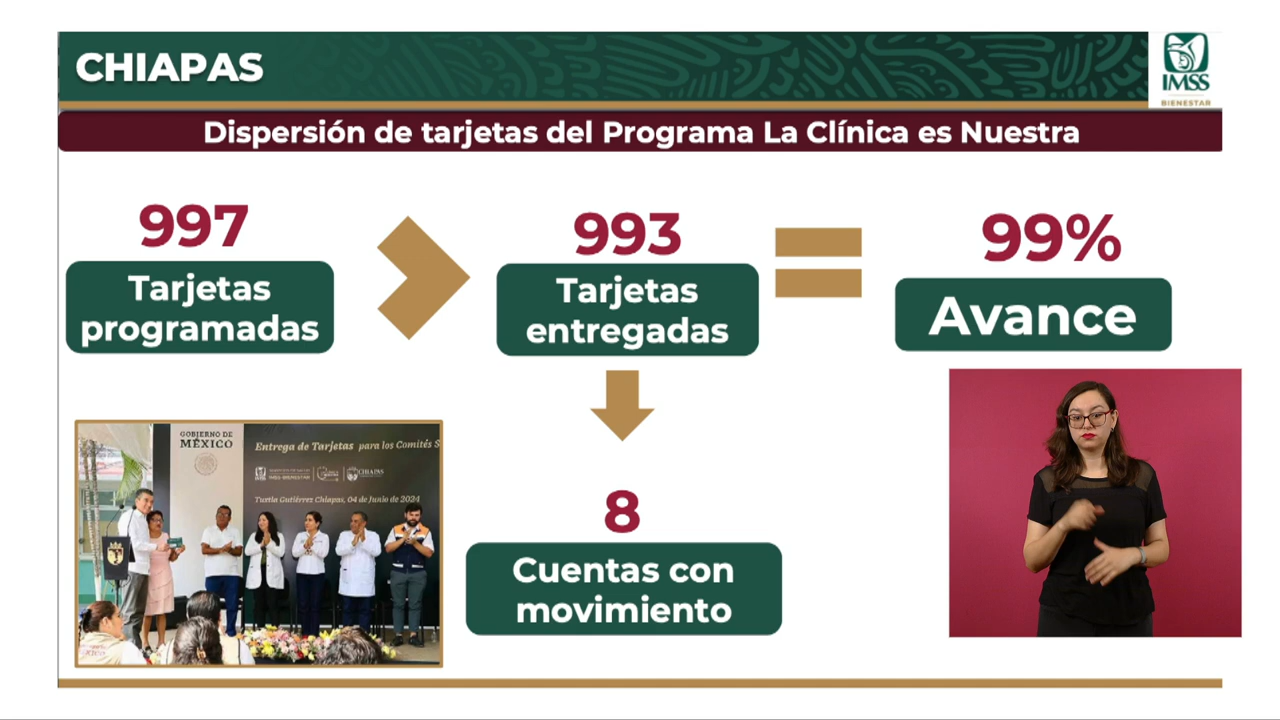 CHIAPAS
IMSS
BIENESTAR
Dispersión de tarjetas del Programa La Clínica es Nuestra
997
Tarjetas
programadas
993
Tarjetas
entregadas
99%
Avance
8
Cuentas con
movimiento
GOBIERNO DE
MÉXICO
Entrega de Tarjetas para los Comités S
IMSS-BIENESTAR
CHIAPAS
Tuxtla Gutiérrez Chiapas, 04 de Junio de 2024